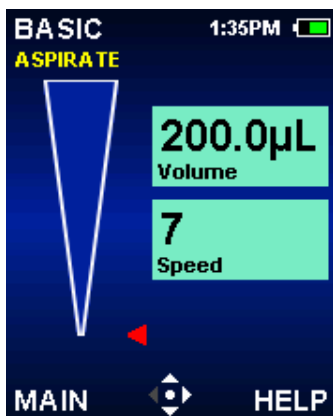 BASIC 1:35PM
ASPIRATE
200.0µL
Volume
7
Speed
MAIN HELP